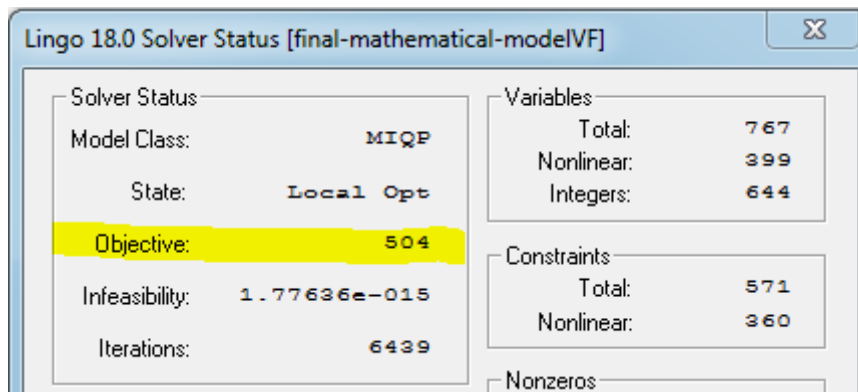 Lingo 18.0 Solver Status [final-mathematical-modelVF]
Solver Status
Model Class: MIQP
State: Local Opt
Objective: 504
Infeasibility: 1.77636e-015
Iterations: 6439
Variables
Total: 767
Nonlinear: 399
Integers: 644
Constraints
Total: 571
Nonlinear: 360
Nonzeros